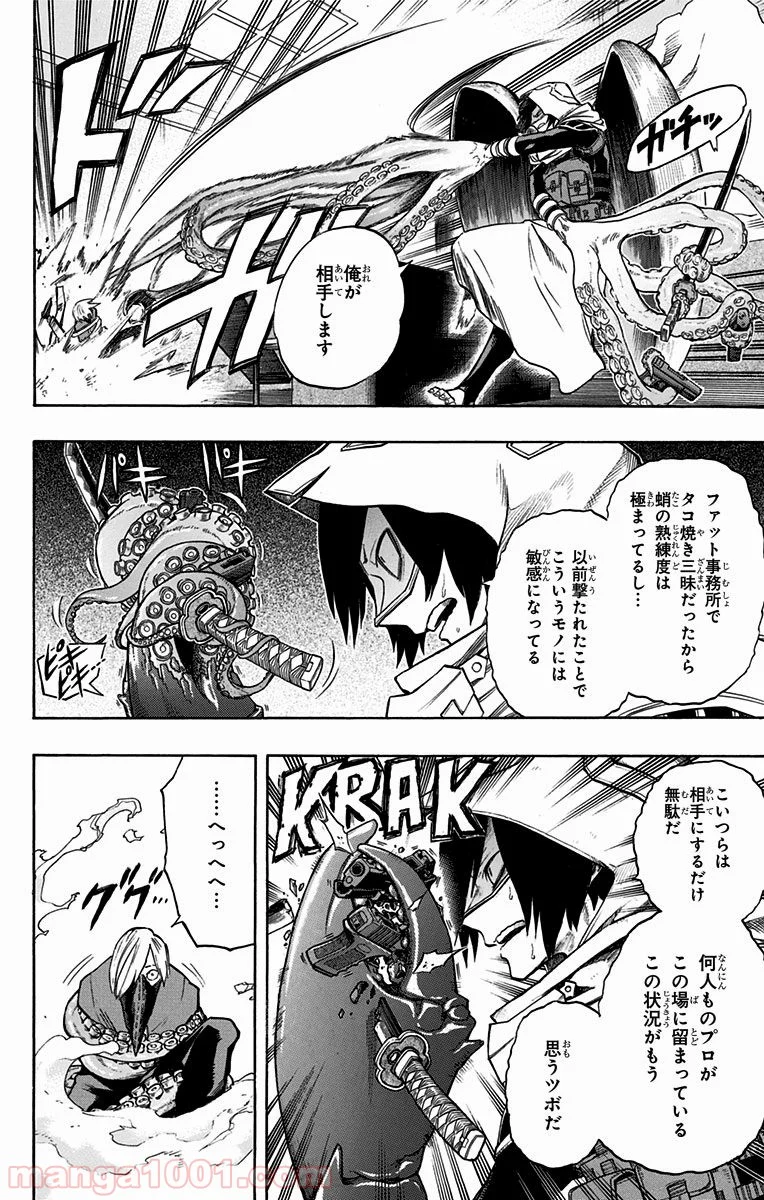 ドガガ
ガチッ
俺が
相手します
ファット事務所で
タコ焼き三昧だったから
蛸の熟練度は
極まってるし…
以前撃たれたことで
こういうモノには
敏感になってる
パキ
パキ
ピキ
ピキ…
こいつらは
相手にするだけ
無駄だ
何人ものプロが
この場に留まっている
この状況がもう
思うツボだ
KRAK
……へっへへ…
ググ…
manga1001.com